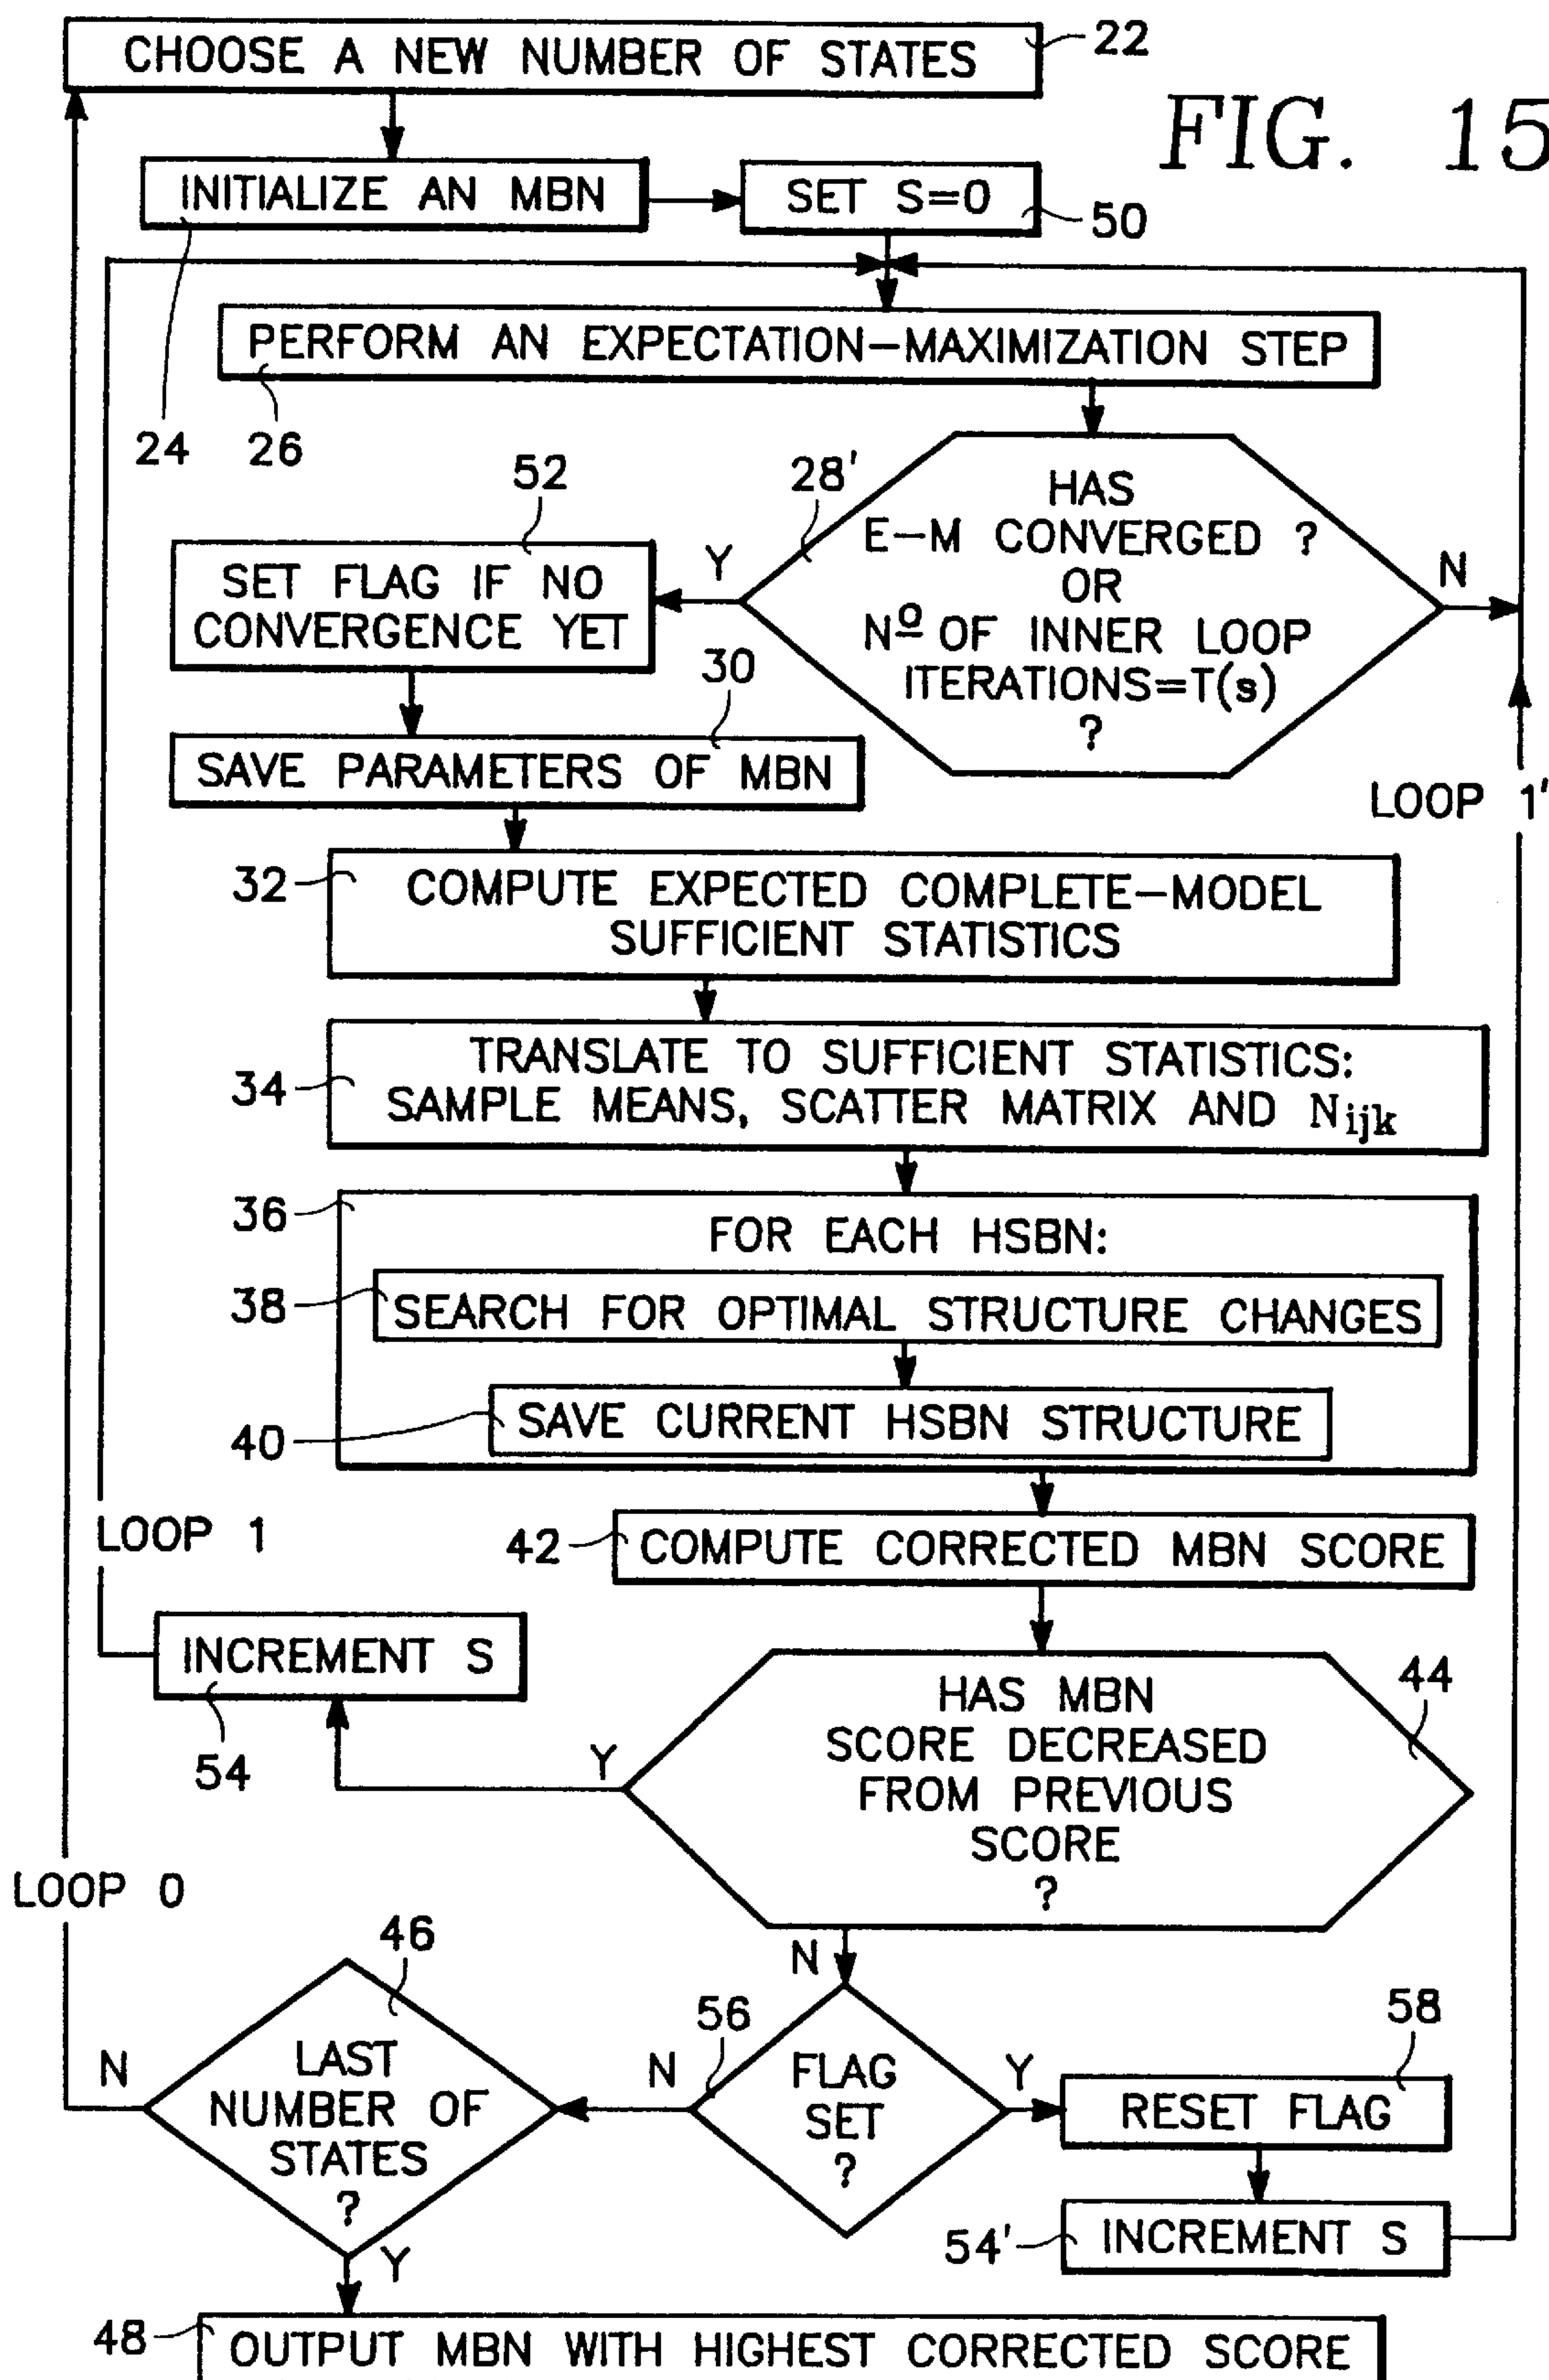 CHOOSE A NEW NUMBER OF STATES
22
FIG. 15
INITIALIZE AN MBN
SET S=0
50
PERFORM AN EXPECTATION-MAXIMIZATION STEP
24
26
52
28'
HAS
E-M CONVERGED ?
OR
Nº OF INNER LOOP
ITERATIONS=T(s)
?
Y
N
SET FLAG IF NO
CONVERGENCE YET
30
SAVE PARAMETERS OF MBN
LOOP 1'
32
COMPUTE EXPECTED COMPLETE-MODEL
SUFFICIENT STATISTICS
34
TRANSLATE TO SUFFICIENT STATISTICS:
SAMPLE MEANS, SCATTER MATRIX AND Nijk
36
FOR EACH HSBN:
38
SEARCH FOR OPTIMAL STRUCTURE CHANGES
40
SAVE CURRENT HSBN STRUCTURE
LOOP 1
42
COMPUTE CORRECTED MBN SCORE
INCREMENT S
54
HAS MBN
SCORE DECREASED
FROM PREVIOUS
SCORE
?
44
Y
N
LOOP 0
46
LAST
NUMBER OF
STATES
?
N
Y
56
FLAG
SET
?
N
Y
58
RESET FLAG
54'
INCREMENT S
48
OUTPUT MBN WITH HIGHEST CORRECTED SCORE